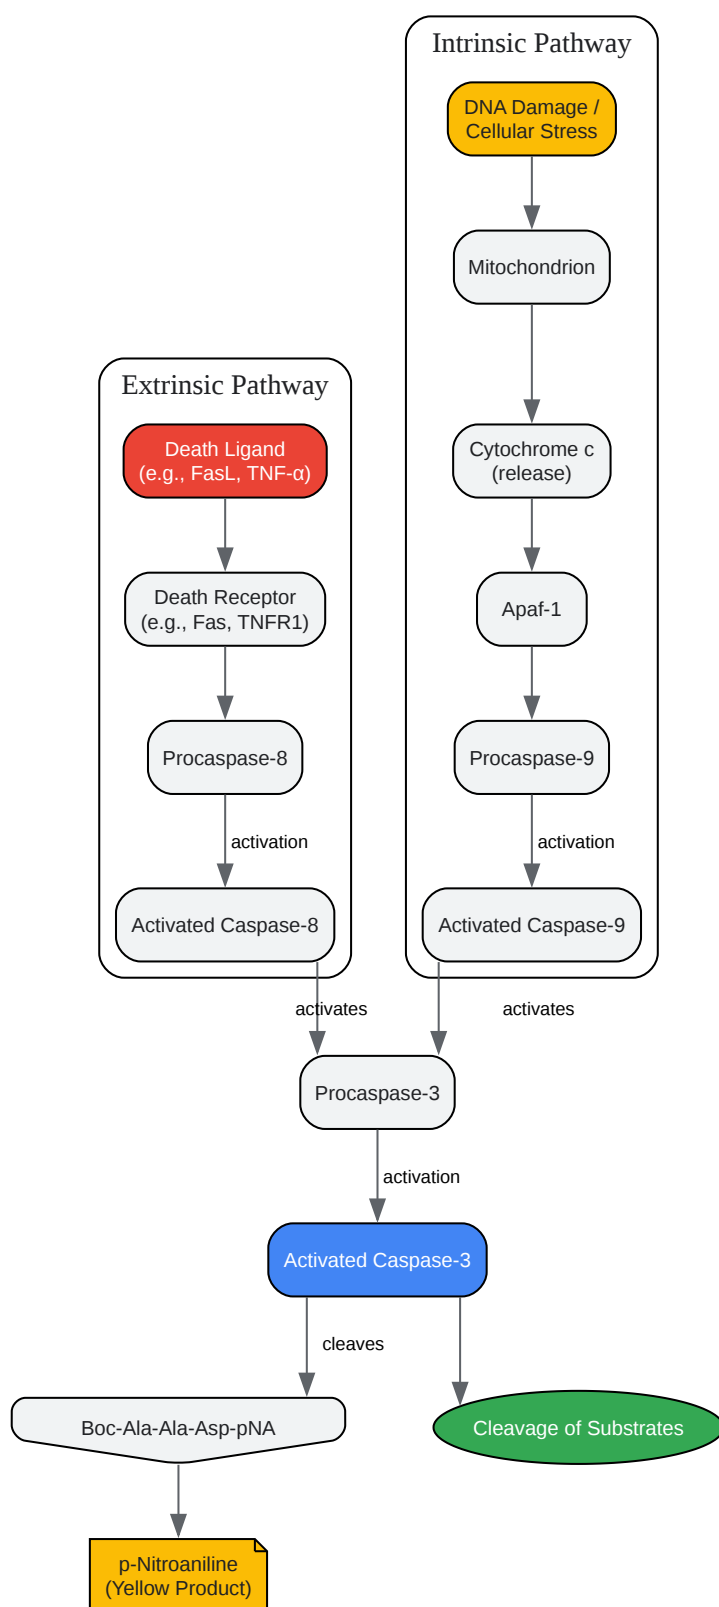 Intrinsic Pathway
DNA Damage /
Cellular Stress
Mitochondrion
Extrinsic Pathway
Death Ligand
(e.g., FasL, TNF-α)
Cytochrome c
(release)
Death Receptor
(e.g., Fas, TNFR1)
Apaf-1
Procaspase-8
Procaspase-9
activation
activation
Activated Caspase-8
Activated Caspase-9
activates
activates
Procaspase-3
activation
Activated Caspase-3
cleaves
Boc-Ala-Ala-Asp-pNA
Cleavage of Substrates
p-Nitroaniline
(Yellow Product)